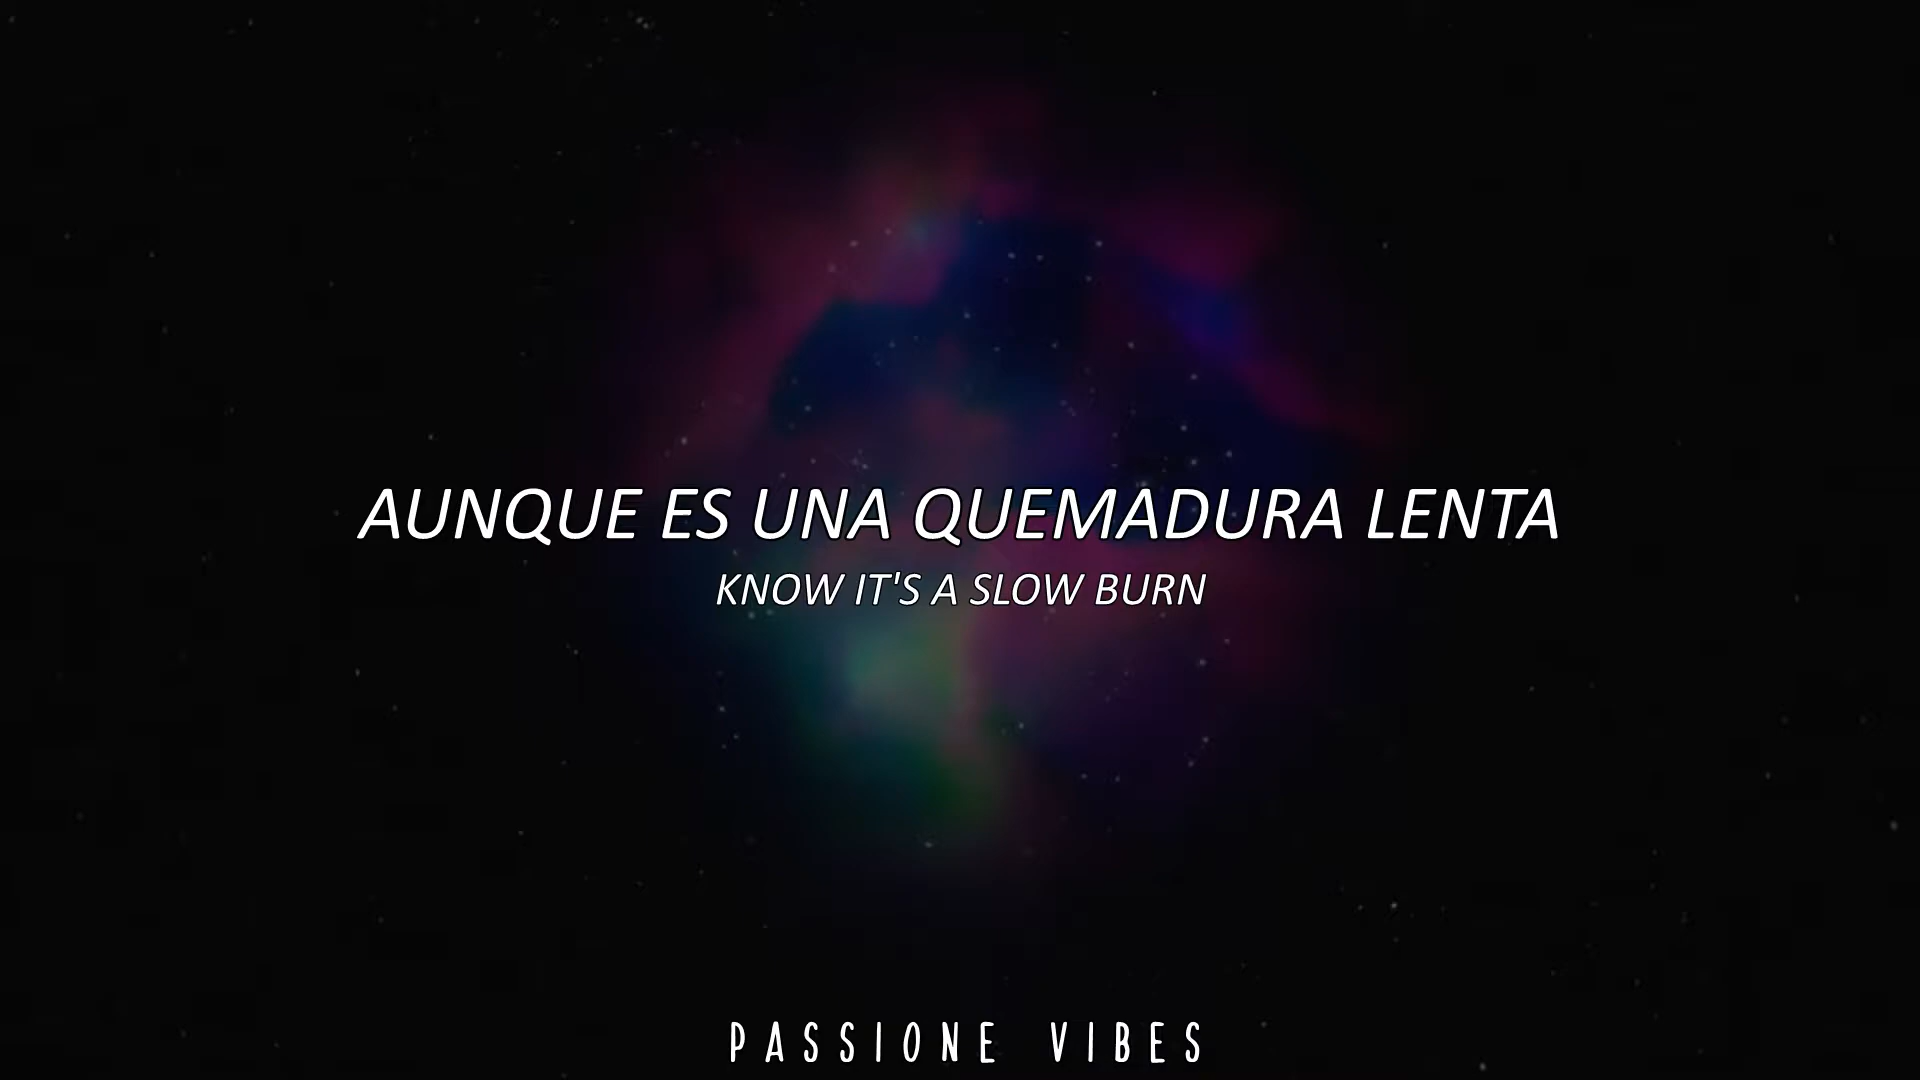 AUNQUE ES UNA QUEMADURA LENTA
KNOW IT'S A SLOW BURN
PASSIONE VIBES